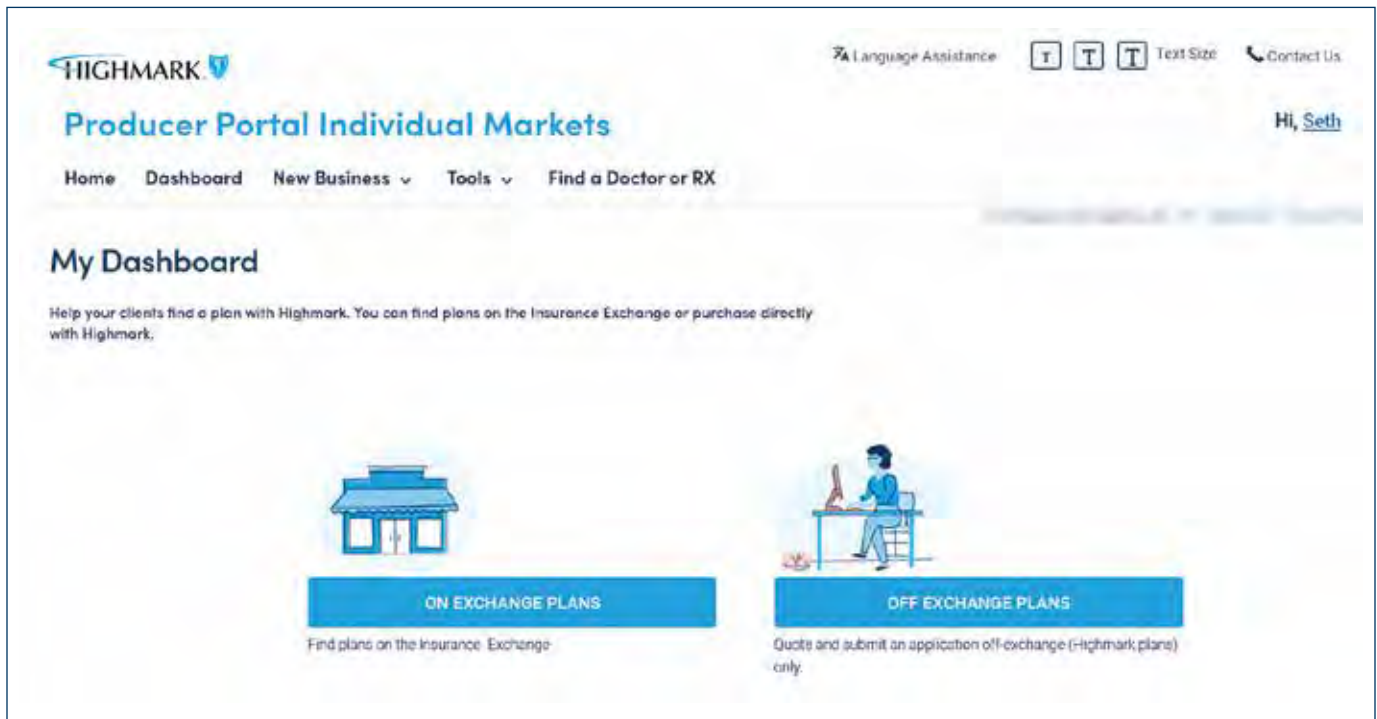 HIGHMARK
Language Assistance T T T Text Size Contact Us
Producer Portal Individual Markets
Hi, Seth
Home Dashboard New Business Tools Find a Doctor or RX
My Dashboard
Help your clients find a plan with Highmark. You can find plans on the Insurance Exchange or purchase directly
with Highmark.
ON EXCHANGE PLANS
Find plans on the Insurance Exchange
OFF EXCHANGE PLANS
Quote and submit an application off-exchange (Highmark plans)
only.